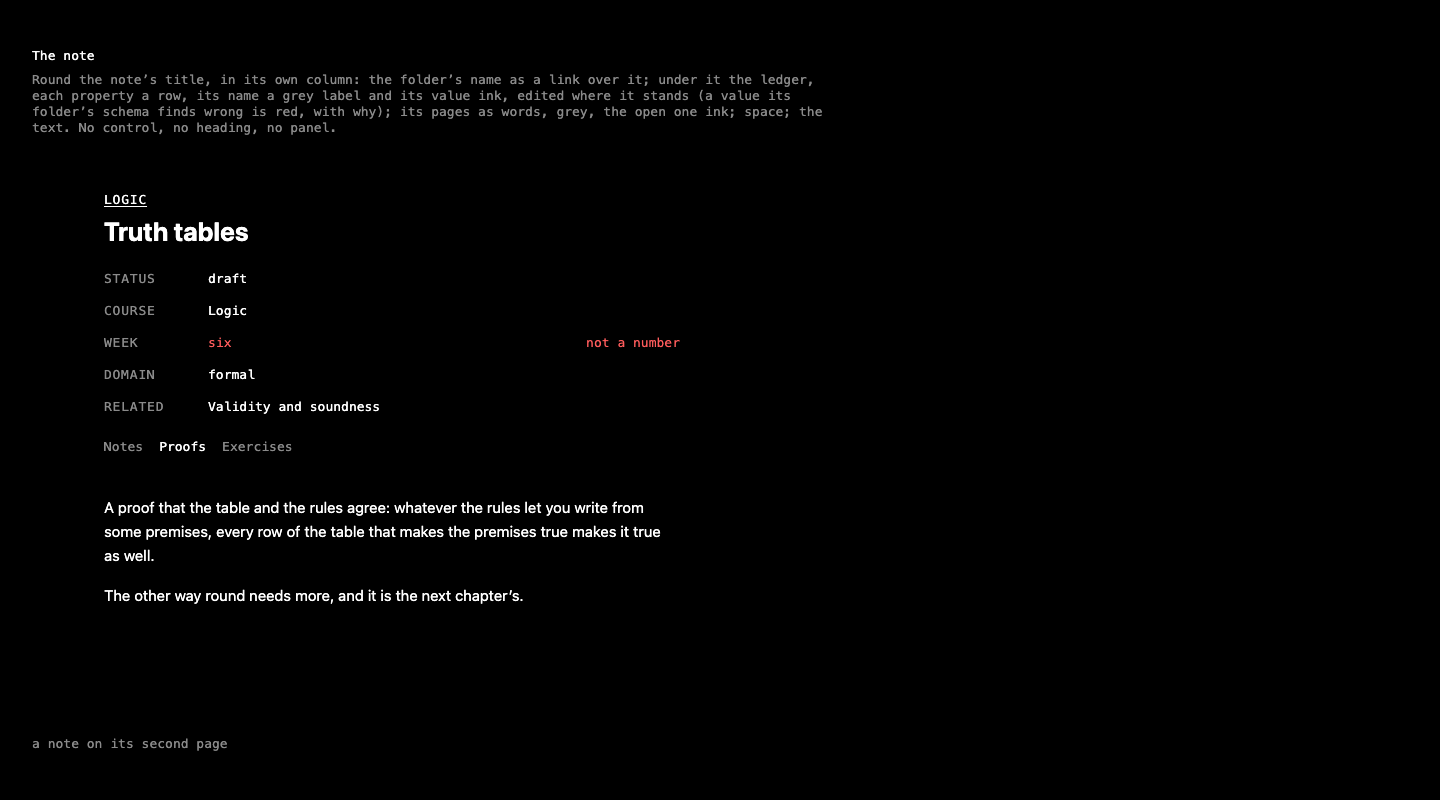 The note
Round the note’s title, in its own column: the folder’s name as a link over it; under it the ledger,
each property a row, its name a grey label and its value ink, edited where it stands (a value its
folder’s schema finds wrong is red, with why); its pages as words, grey, the open one ink; space; the
text. No control, no heading, no panel.
LOGIC
Truth tables
STATUS draft
COURSE Logic
WEEK six not a number
DOMAIN formal
RELATED Validity and soundness
Notes Proofs Exercises
A proof that the table and the rules agree: whatever the rules let you write from
some premises, every row of the table that makes the premises true makes it true
as well.
The other way round needs more, and it is the next chapter’s.
a note on its second page